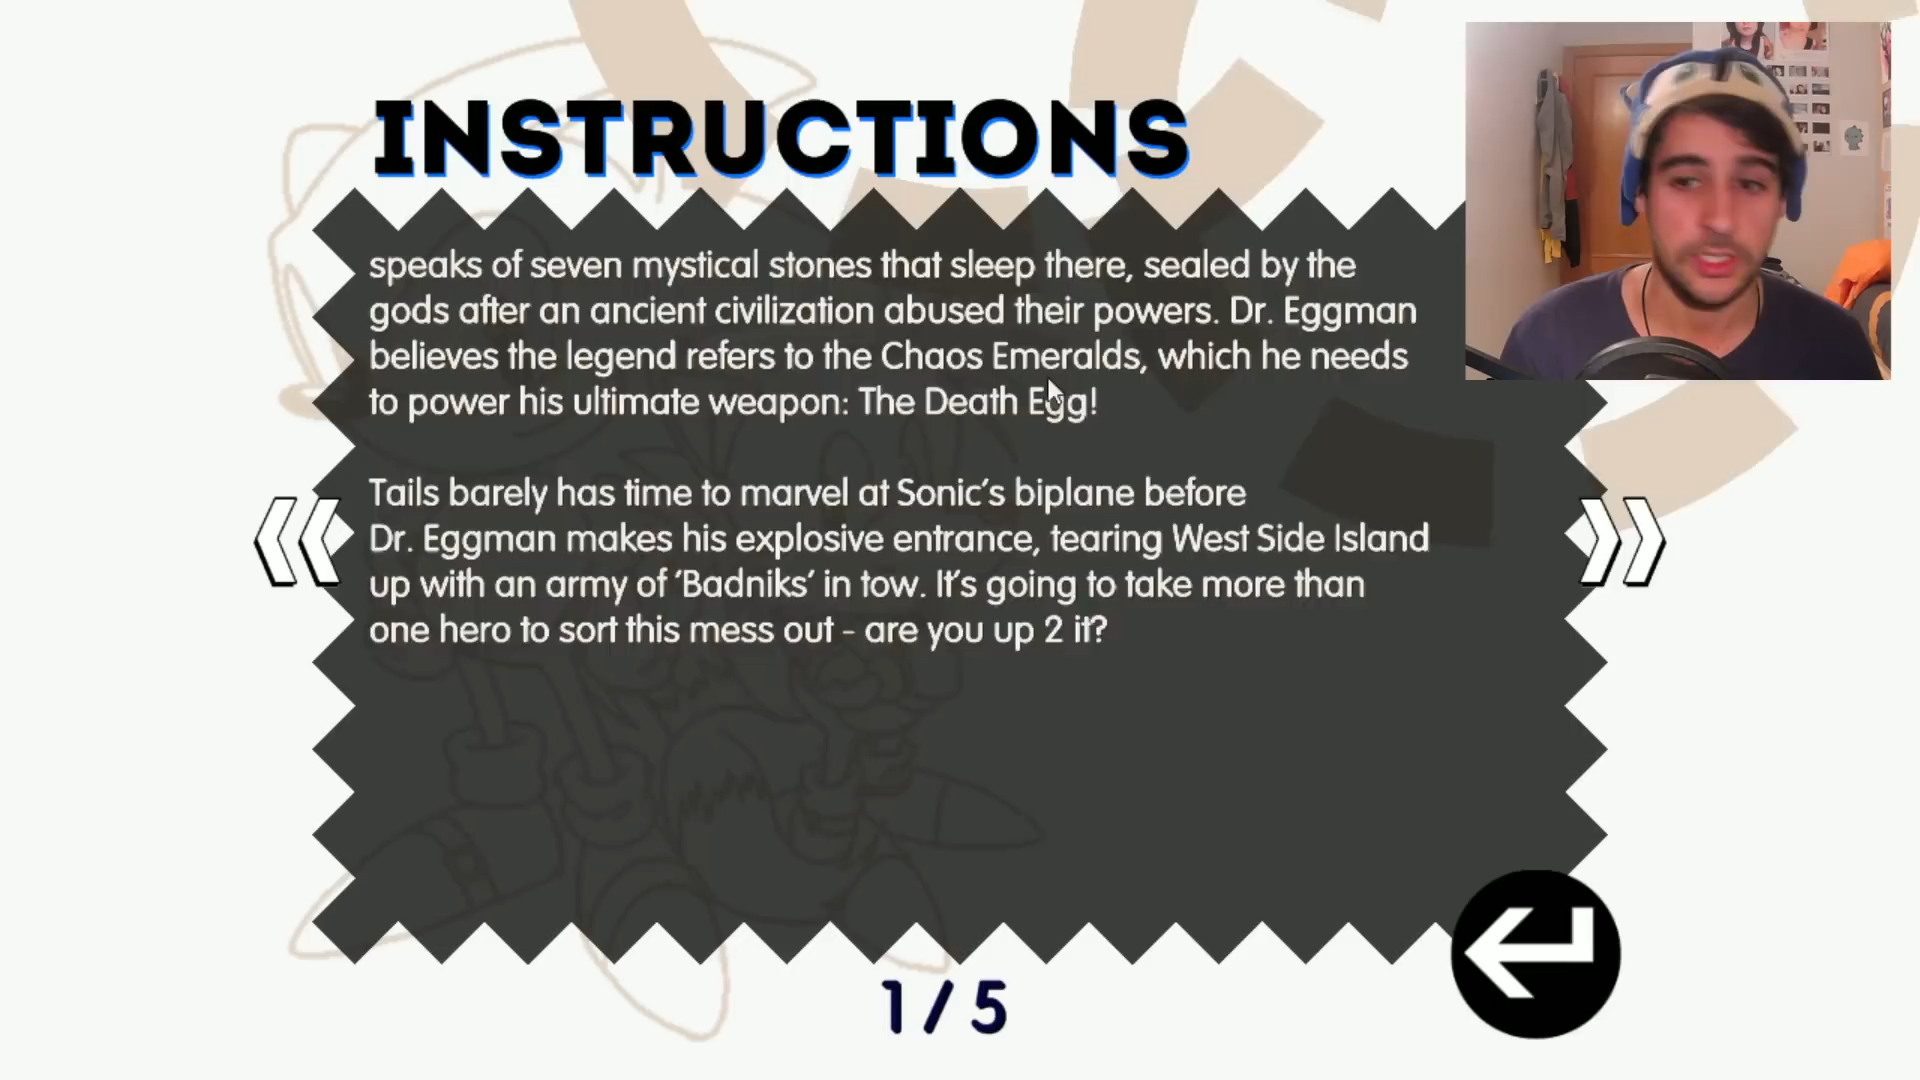 INSTRUCTIONS
speaks of seven mystical stones that sleep there, sealed by the
gods after an ancient civilization abused their powers. Dr. Eggman
believes the legend refers to the Chaos Emeralds, which he needs
to power his ultimate weapon: The Death Egg!
Tails barely has time to marvel at Sonic's biplane before
Dr. Eggman makes his explosive entrance, tearing West Side Island
up with an army of 'Badniks' in tow. It's going to take more than
one hero to sort this mess out - are you up 2 it?
1 / 5